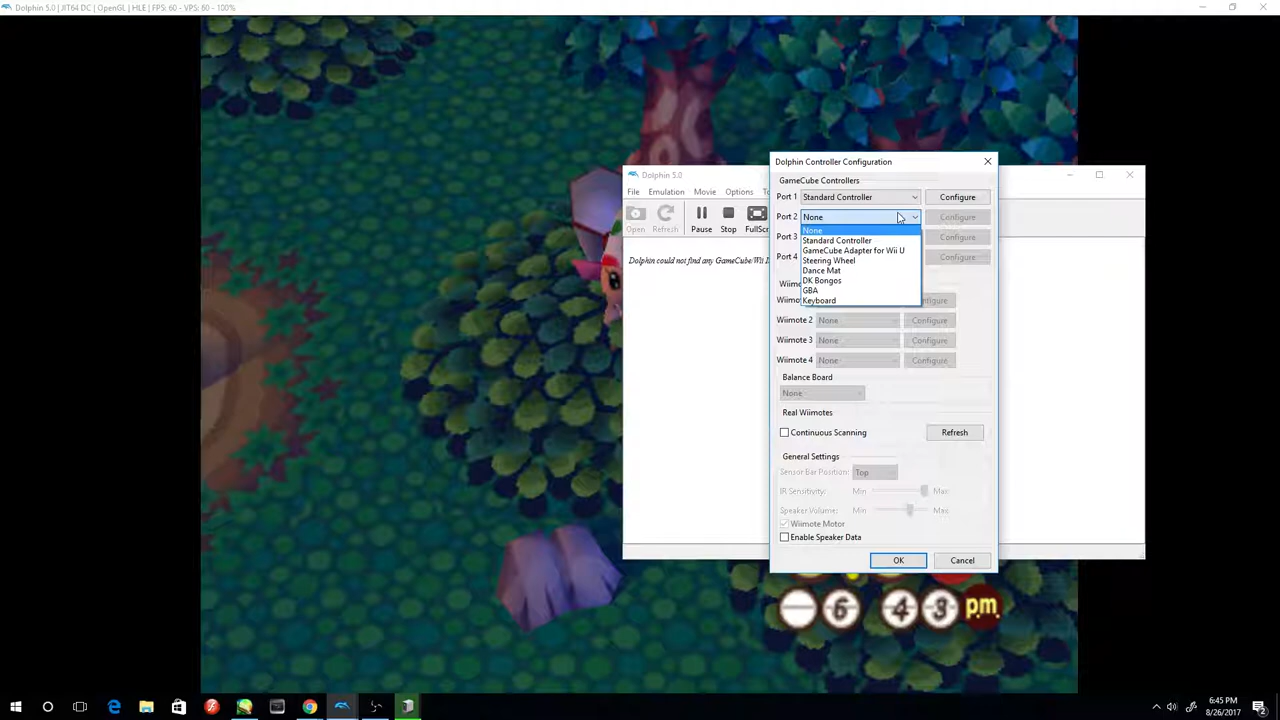 Dolphin 5.0 | JIT64 DC | OpenGL | HLE | FPS: 60 - VPS: 60 - 100%
Dolphin 5.0
File Emulation Movie Options
Open Refresh Pause Stop FullScr
Dolphin could not find any GameCube/Wii I
Dolphin Controller Configuration
GameCube Controllers
Port 1 Standard Controller Configure
Port 2 None Configure
None
Standard Controller
Port 3 Configure
GameCube Adapter for Wii U
Port 4 Configure
Steering Wheel
Dance Mat
DK Bongos
GBA
Keyboard
Wiimote 2 None Configure
Wiimote 3 None Configure
Wiimote 4 None Configure
Balance Board
None
Real Wiimotes
Continuous Scanning Refresh
General Settings
Sensor Bar Position: Top
IR Sensitivity: Min Max
Speaker Volume: Min Max
Wiimote Motor
Enable Speaker Data
OK Cancel
6 43 pm
6:45 PM
8/26/2017
2